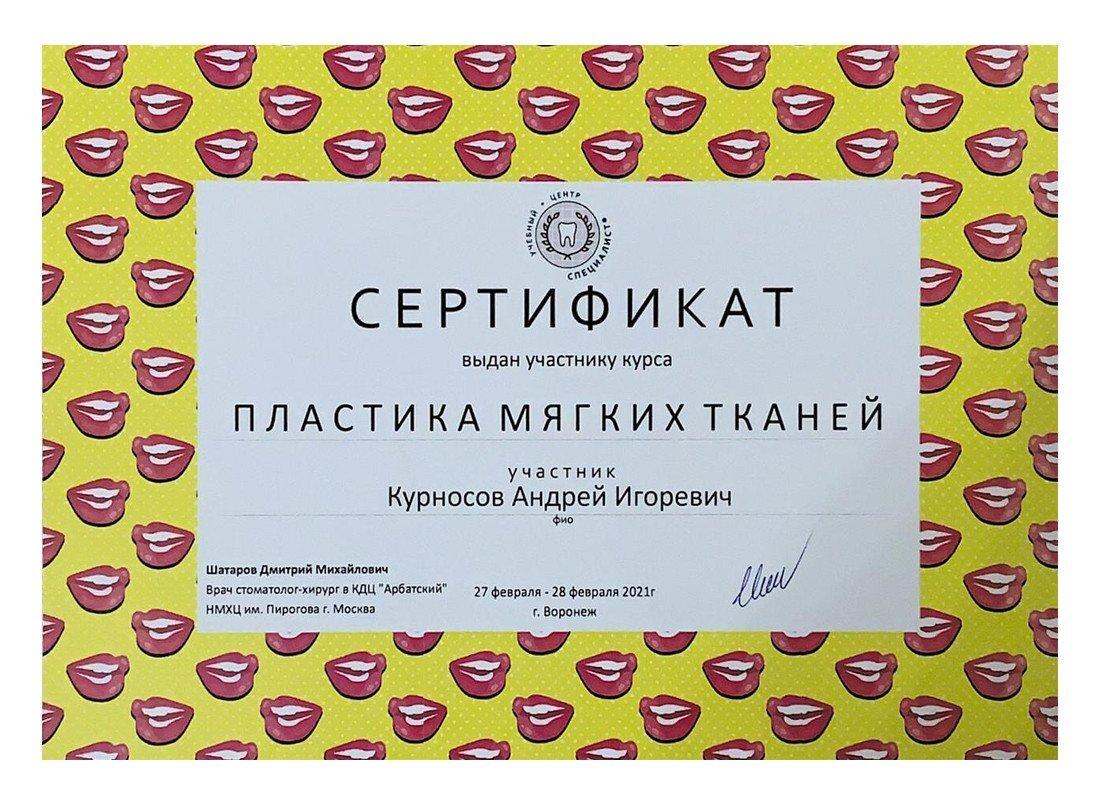 УЧЕБНЫЙ • ЦЕНТР
СПЕЦИАЛИСТ
СЕРТИФИКАТ
выдан участнику курса
ПЛАСТИКА МЯГКИХ ТКАНЕЙ
участник
Курносов Андрей Игоревич
фио
Шатаров Дмитрий Михайлович
Врач стоматолог-хирург в КДЦ "Арбатский"
НМХЦ им. Пирогова г. Москва
27 февраля - 28 февраля 2021г
г. Воронеж